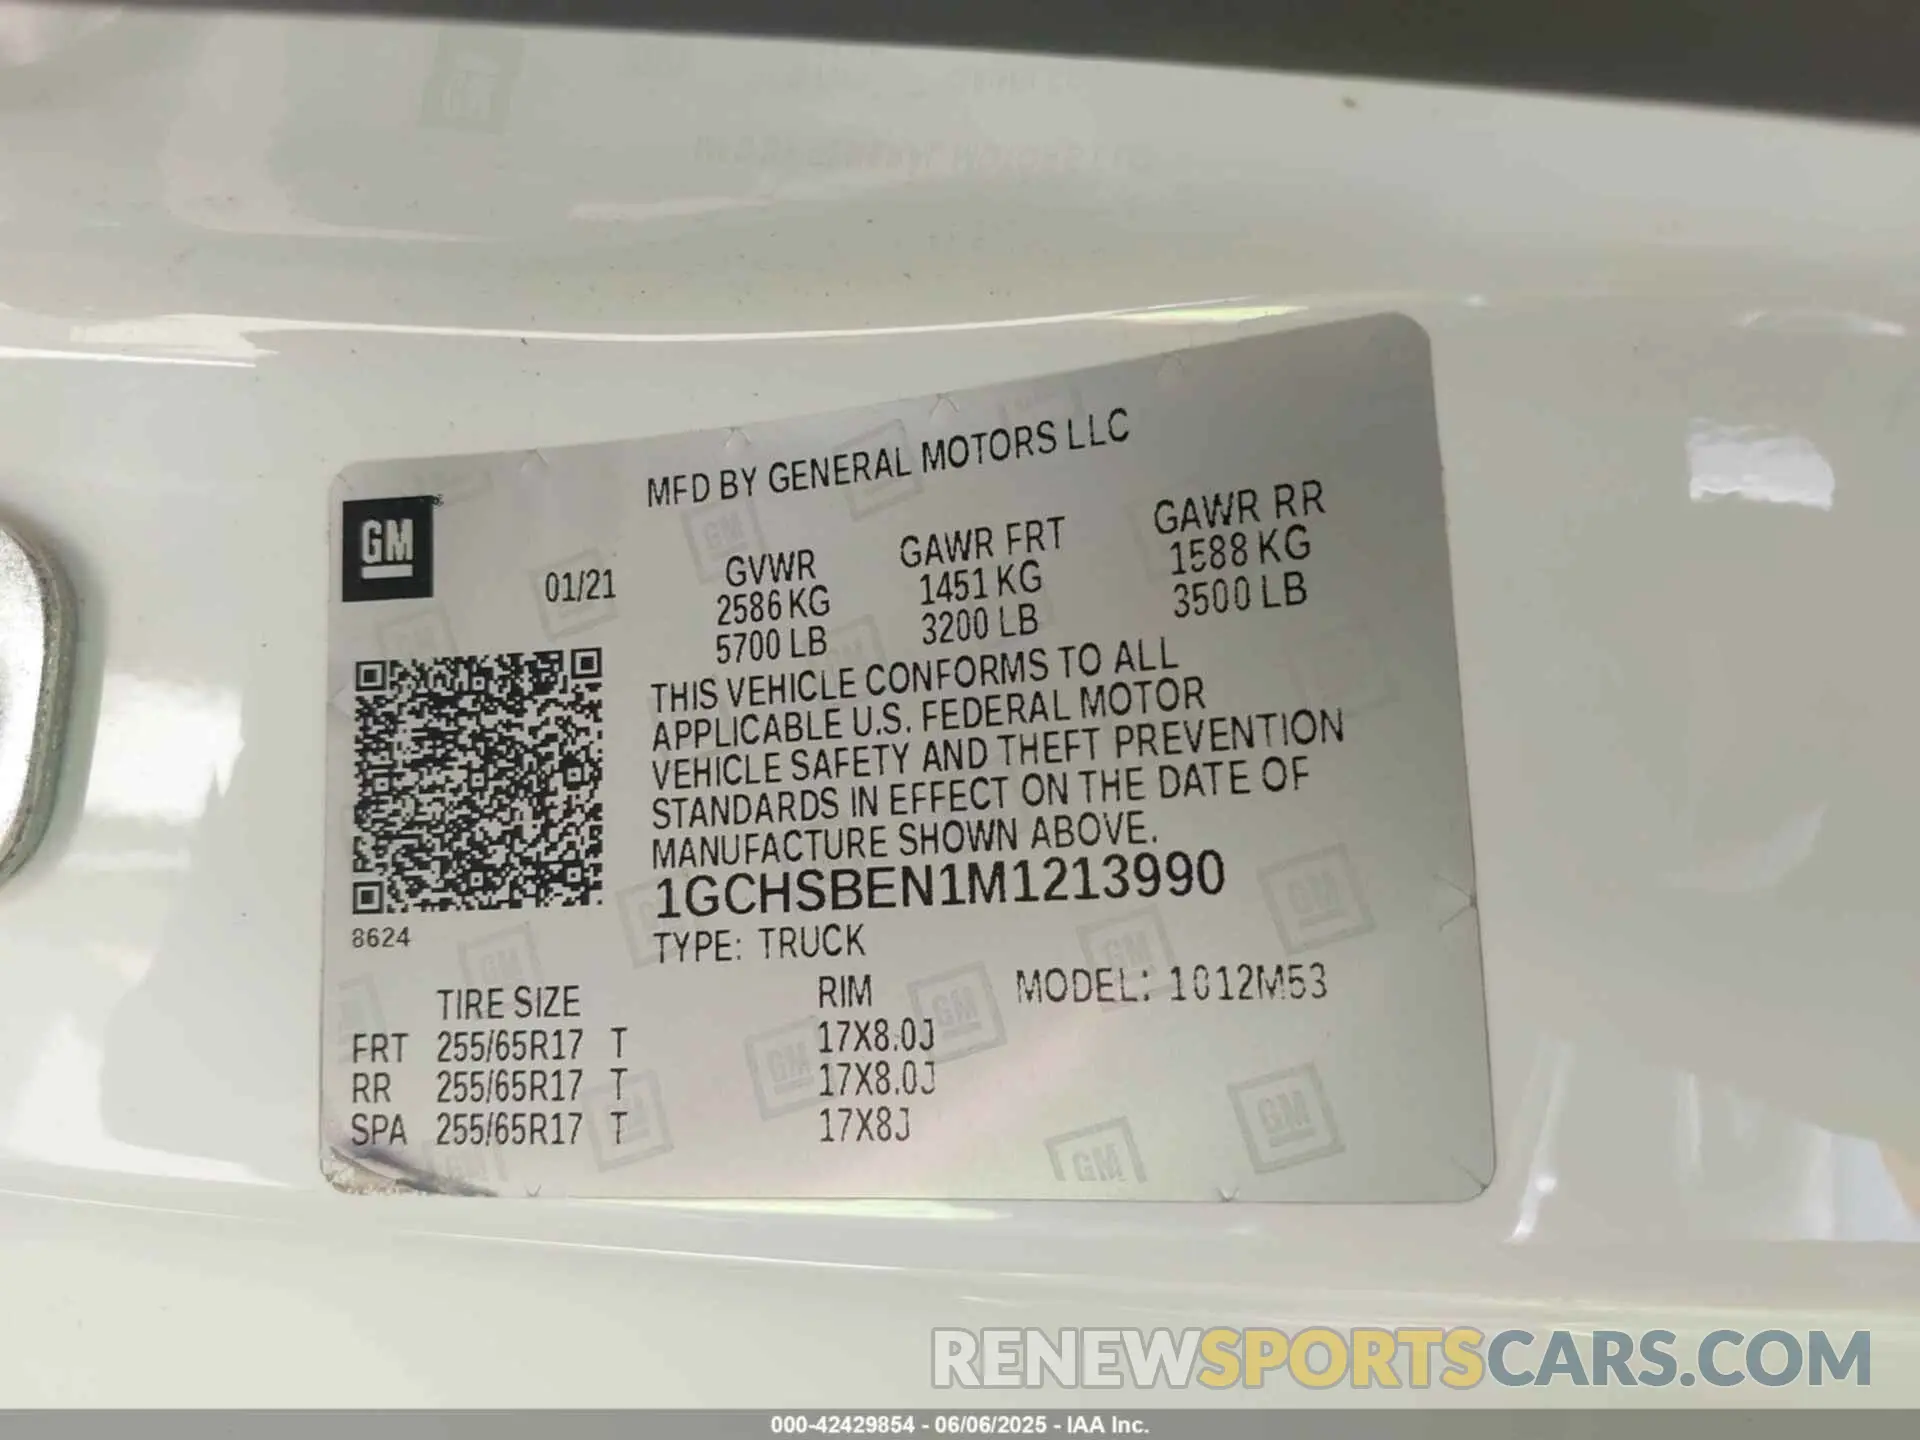 MFD BY GENERAL MOTORS LLC
GM
01/21
GVWR GAWR FRT GAWR RR
2586 KG 1451 KG 1588 KG
5700 LB 3200 LB 3500 LB
THIS VEHICLE CONFORMS TO ALL
APPLICABLE U.S. FEDERAL MOTOR
VEHICLE SAFETY AND THEFT PREVENTION
STANDARDS IN EFFECT ON THE DATE OF
MANUFACTURE SHOWN ABOVE.
1GCHSBEN1M1213990
8624
TYPE: TRUCK
TIRE SIZE RIM MODEL: 1012M53
FRT 255/65R17 T 17X8.0J
RR 255/65R17 T 17X8.0J
SPA 255/65R17 T 17X8J
RENEWSPORTSCARS.COM
000-42429854 - 06/06/2025 - IAA Inc.